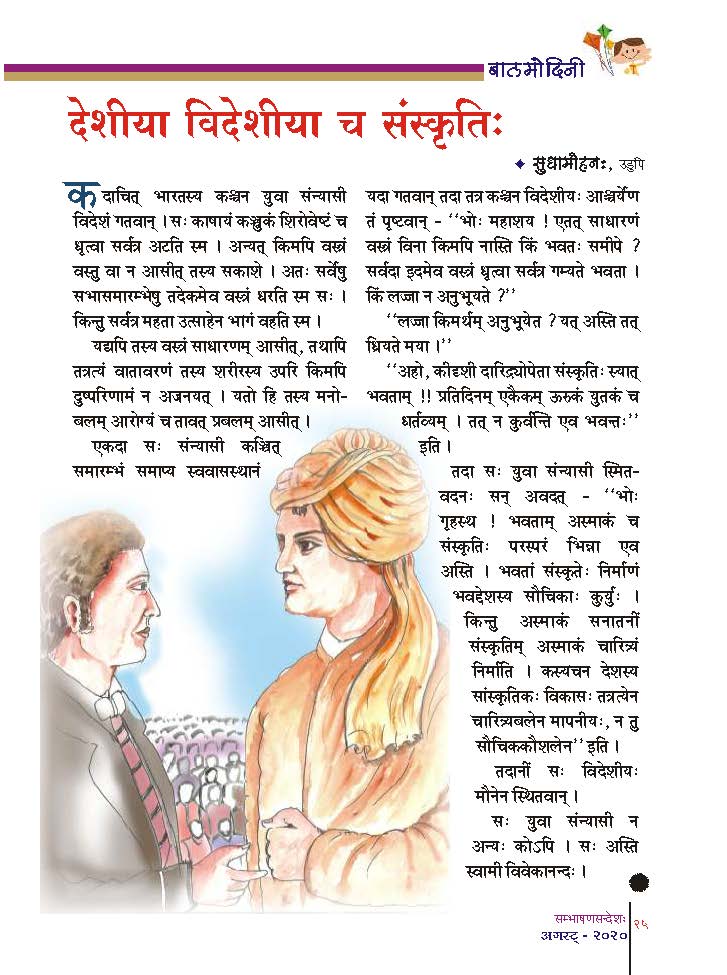 बालमोदिनी
देशीया विदेशीया च संस्कृतिः
सुधामोहनः, उडुपि
कदाचित् भारतस्य कश्चन युवा संन्यासी
विदेशं गतवान् । सः काषायं कञ्चुकं शिरोवेष्टं च
धृत्वा सर्वत्र अटति स्म । अन्यत् किमपि वस्त्रं
वस्तु वा न आसीत् तस्य सकाशे । अतः सर्वेषु
सभासमारम्भेषु तदेकमेव वस्त्रं धरति स्म सः ।
किन्तु सर्वत्र महता उत्साहेन भागं वहति स्म ।
यद्यपि तस्य वस्त्रं साधारणम् आसीत्, तथापि
तत्रत्यं वातावरणं तस्य शरीरस्य उपरि किमपि
दुष्परिणामं न अजनयत् । यतो हि तस्य मनो-
बलम् आरोग्यं च तावत् प्रबलम् आसीत् ।
एकदा सः संन्यासी कञ्चित्
समारम्भं समाप्य स्ववासस्थानं
यदा गतवान् तदा तत्र कश्चन विदेशीयः आश्चर्येण
तं पृष्टवान् - ‘‘भोः महाशय ! एतत् साधारणं
वस्त्रं विना किमपि नास्ति किं भवतः समीपे ?
सर्वदा इदमेव वस्त्रं धृत्वा सर्वत्र गम्यते भवता ।
किं लज्जा न अनुभूयते ?’’
‘‘लज्जा किमर्थम् अनुभूयेत ? यत् अस्ति तत्
ध्रियते मया ।’’
‘‘अहो, कीदृशी दारिद्र्योपेता संस्कृतिः स्यात्
भवताम् !! प्रतिदिनम् एकैकम् ऊरुकं युतकं च
धर्तव्यम् । तत् न कुर्वन्ति एव भवन्तः’’
इति ।
तदा सः युवा संन्यासी स्मित-
वदनः सन् अवदत् - ‘‘भोः
गृहस्थ ! भवताम् अस्माकं च
संस्कृतिः परस्परं भिन्ना एव
अस्ति । भवतां संस्कृतेः निर्माणं
भवद्देशस्य सौचिकाः कुर्युः ।
किन्तु अस्माकं सनातनीं
संस्कृतिम् अस्माकं चारित्र्यं
निर्माति । कस्यचन देशस्य
सांस्कृतिकः विकासः तत्रत्येन
चारित्र्यबलेन मापनीयः, न तु
सौचिककौशलेन’’ इति ।
तदानीं सः विदेशीयः
मौनेन स्थितवान् ।
सः युवा संन्यासी न
अन्यः कोऽपि । सः अस्ति
स्वामी विवेकानन्दः ।
सम्भाषणसन्देशः
अगस्ट् - २०२०
२५